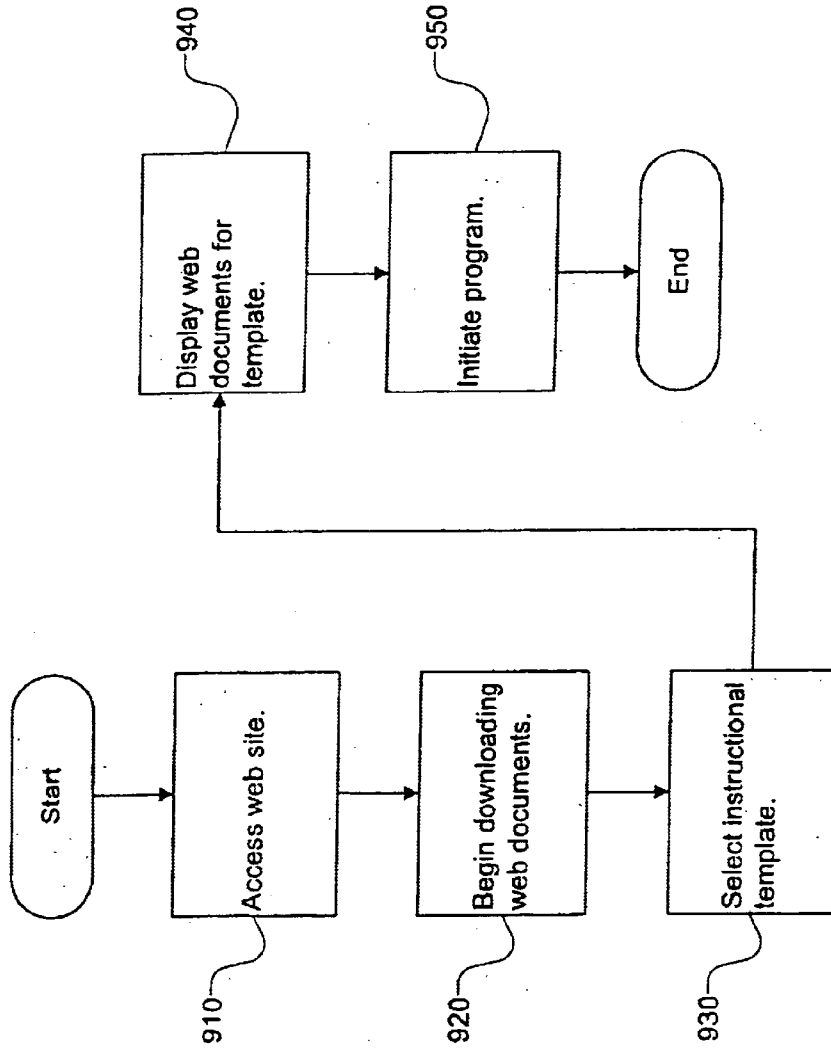 Start
910
Access web site.
920
Begin downloading
web documents.
930
Select instructional
template.
940
Display web
documents for
template.
950
Initiate program.
End